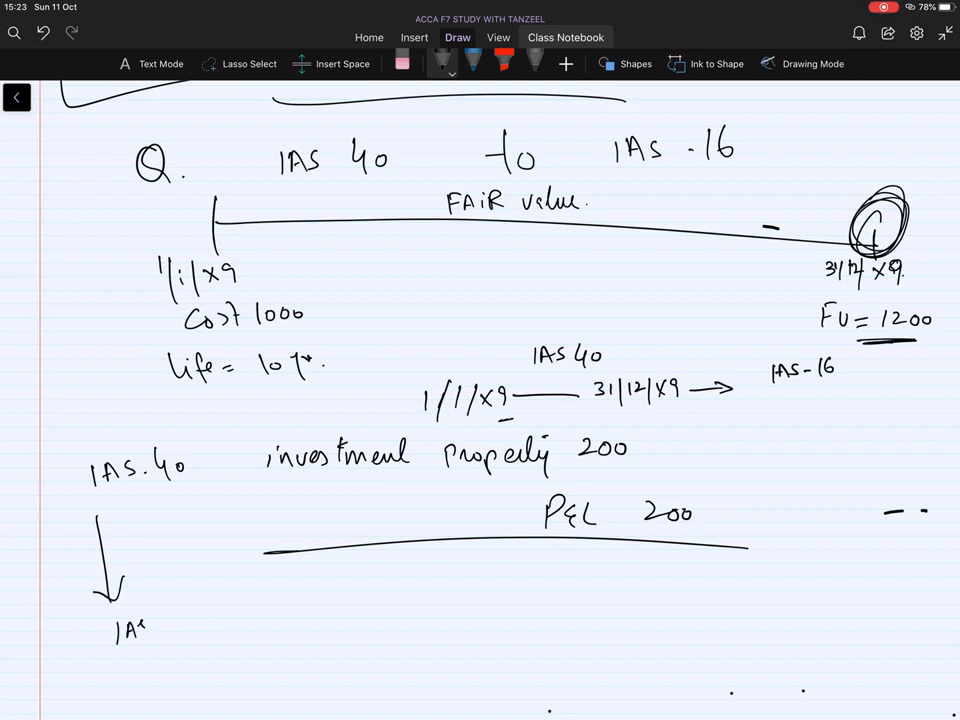 15:23 Sun 11 Oct
78%
ACCA F7 STUDY WITH TANZEEL
Home Insert Draw View Class Notebook
A Text Mode Lasso Select Insert Space Shapes Ink to Shape Drawing Mode
Q. IAS 40 to IAS-16
FAIR value.
1/1/X9
31/12/X9.
Cost 1000
FV = 1200
life = 10 yr.
IAS 40
IAS-16
1/1/X9 31/12/X9
IAS.40
investment property 200
P&L 200
IAS